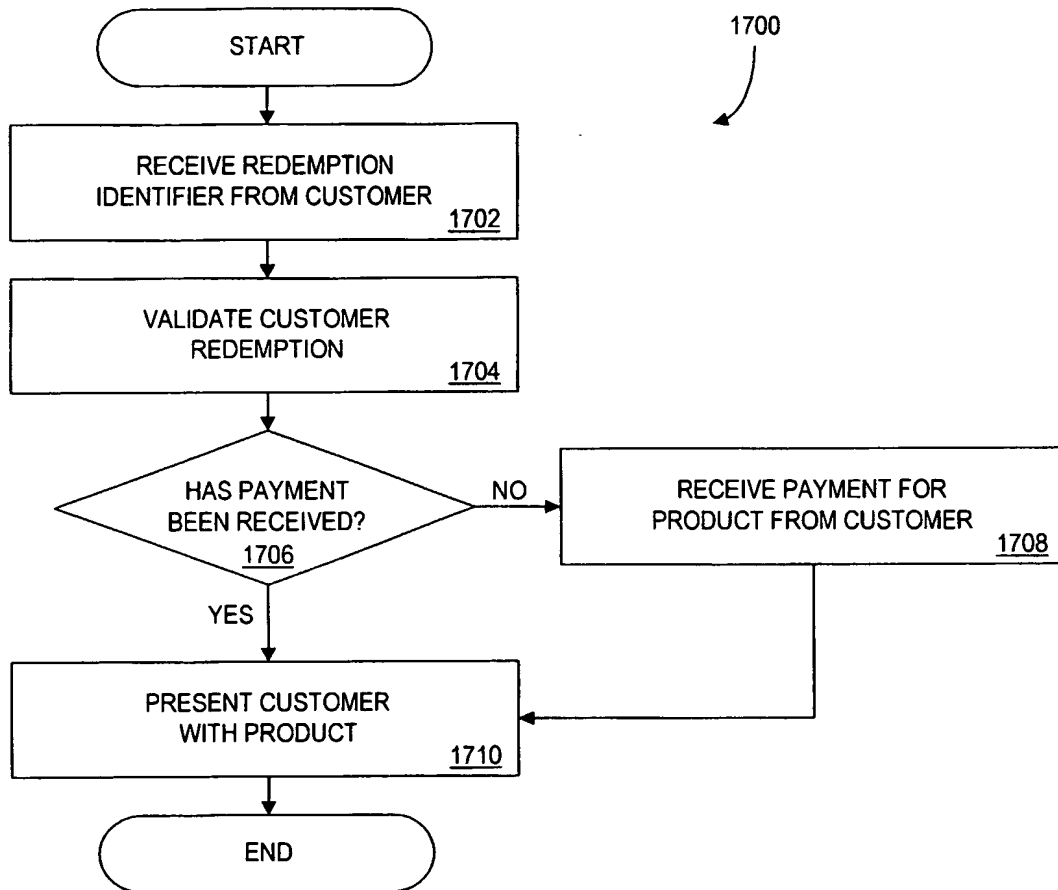 START
1700
RECEIVE REDEMPTION
IDENTIFIER FROM CUSTOMER
1702
VALIDATE CUSTOMER
REDEMPTION
1704
HAS PAYMENT
BEEN RECEIVED?
1706
NO
RECEIVE PAYMENT FOR
PRODUCT FROM CUSTOMER
1708
YES
PRESENT CUSTOMER
WITH PRODUCT
1710
END